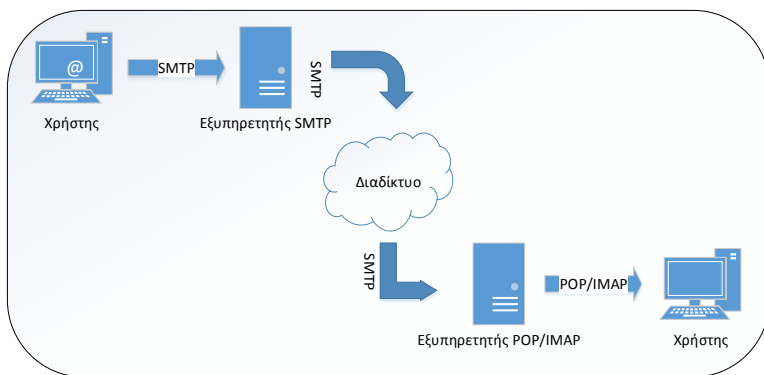 @
SMTP
SMTP
Χρήστης
Εξυπηρετητής SMTP
Διαδίκτυο
SMTP
POP/IMAP
Εξυπηρετητής POP/IMAP
Χρήστης